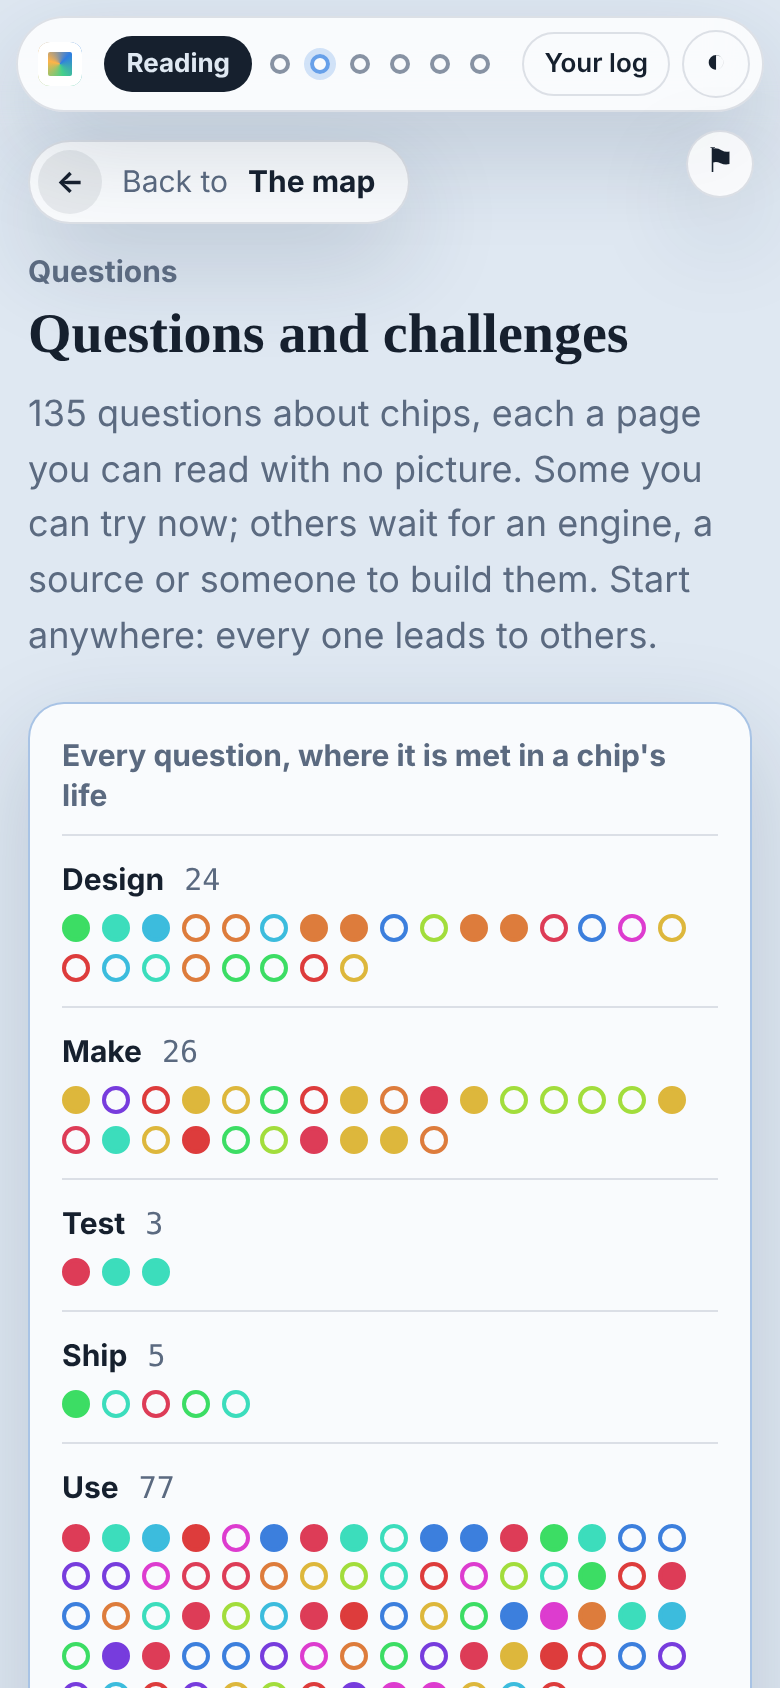 Reading
Your log
Back to The map
Questions
Questions and challenges
135 questions about chips, each a page
you can read with no picture. Some you
can try now; others wait for an engine, a
source or someone to build them. Start
anywhere: every one leads to others.
Every question, where it is met in a chip's
life
Design 24
Make 26
Test 3
Ship 5
Use 77